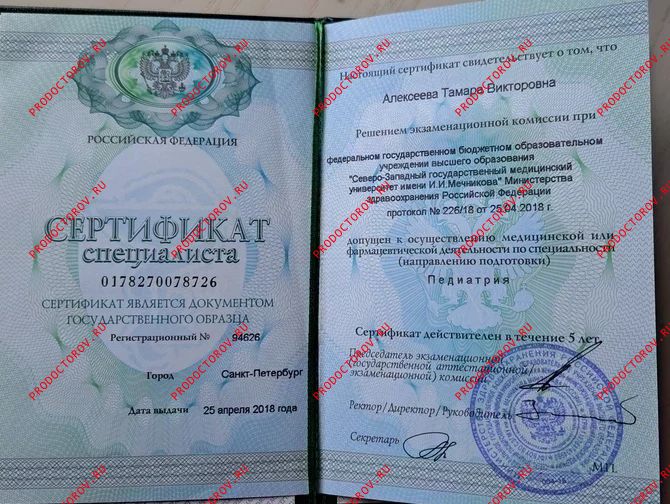 РОССИЙСКАЯ ФЕДЕРАЦИЯ
СЕРТИФИКАТ
специалиста
0178270078726
СЕРТИФИКАТ ЯВЛЯЕТСЯ ДОКУМЕНТОМ
ГОСУДАРСТВЕННОГО ОБРАЗЦА
Регистрационный № 94626
Город Санкт-Петербург
Дата выдачи 25 апреля 2018 года
Настоящий сертификат свидетельствует о том, что
Алексеева Тамара Викторовна
Решением экзаменационной комиссии при
федеральном государственном бюджетном образовательном
учреждении высшего образования
"Северо-Западный государственный медицинский
университет имени И.И.Мечникова" Министерства
здравоохранения Российской Федерации
протокол № 226/18 от 25.04.2018 г.
допущен к осуществлению медицинской или
фармацевтической деятельности по специальности
(направлению подготовки)
Педиатрия
Сертификат действителен в течение 5 лет.
Председатель экзаменационной
(государственной аттестационной/
экзаменационной) комиссии
Ректор/Директор/Руководитель
Секретарь
М.П.
PRODOCTOROV.RU